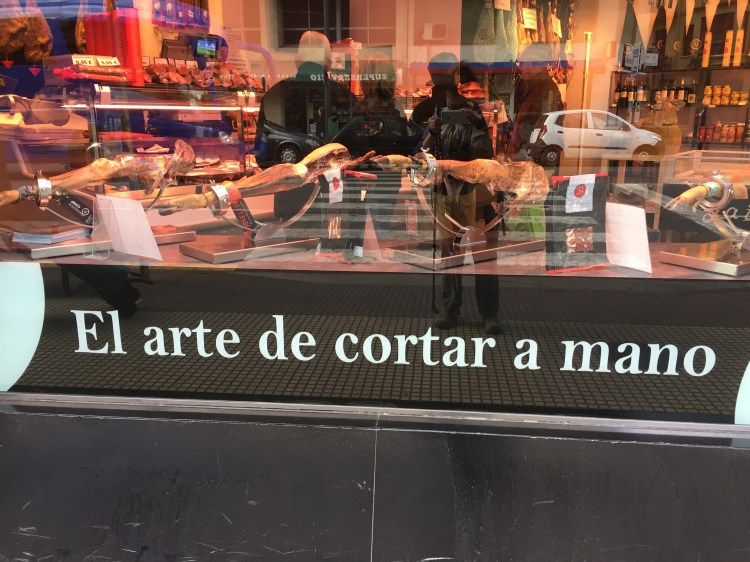 El arte de cortar a mano